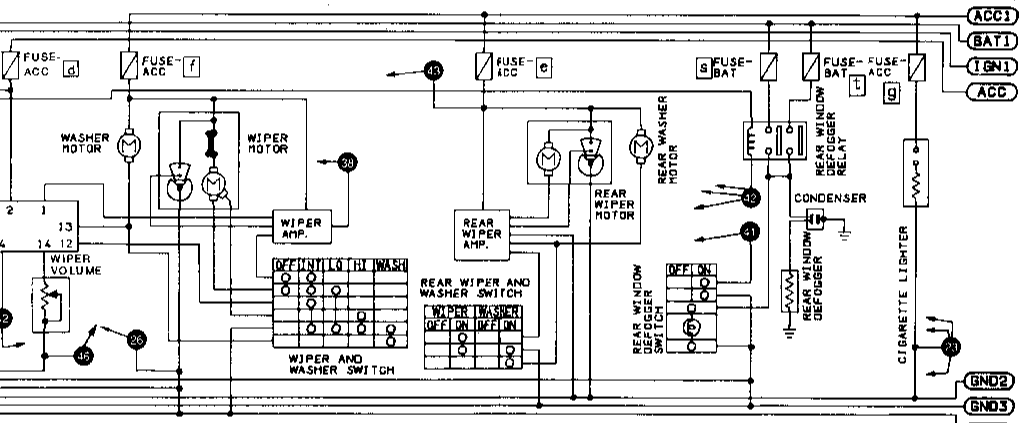 ACC1
BAT1
IGN1
ACC
FUSE-
ACC d
FUSE-
ACC f
43
FUSE-
ACC e
s FUSE-
BAT
FUSE-
BAT t
FUSE-
ACC
g
WASHER
MOTOR
WIPER
MOTOR
38
REAR WASHER
MOTOR
REAR
WIPER MOTOR
REAR WINDOW
DEFOGGER
RELAY
42
41
CONDENSER
2 1
13
4 14 12
WIPER
AMP.
REAR
WIPER
AMP.
WIPER
VOLUME
OFF INT LO HI WASH
REAR WIPER AND
WASHER SWITCH
WIPER WASHER
OFF ON OFF ON
OFF ON
REAR WINDOW
DEFOGGER
SWITCH
REAR WINDOW
DEFOGGER
CIGARETTE LIGHTER
45
26
WIPER AND
WASHER SWITCH
GND2
GND3